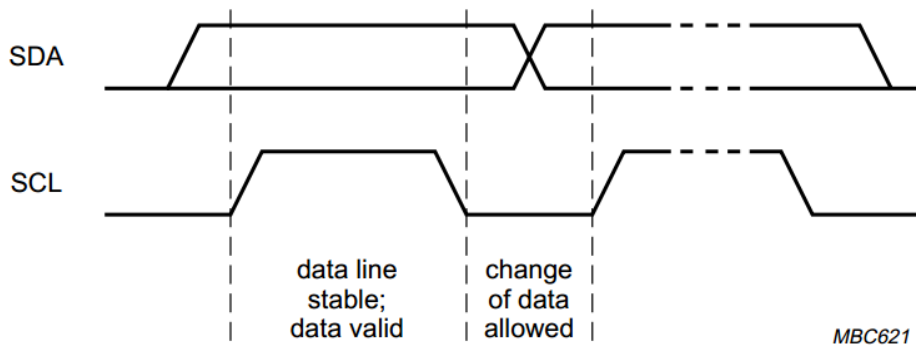 SDA
SCL
data line
stable;
data valid
change
of data
allowed
MBC621